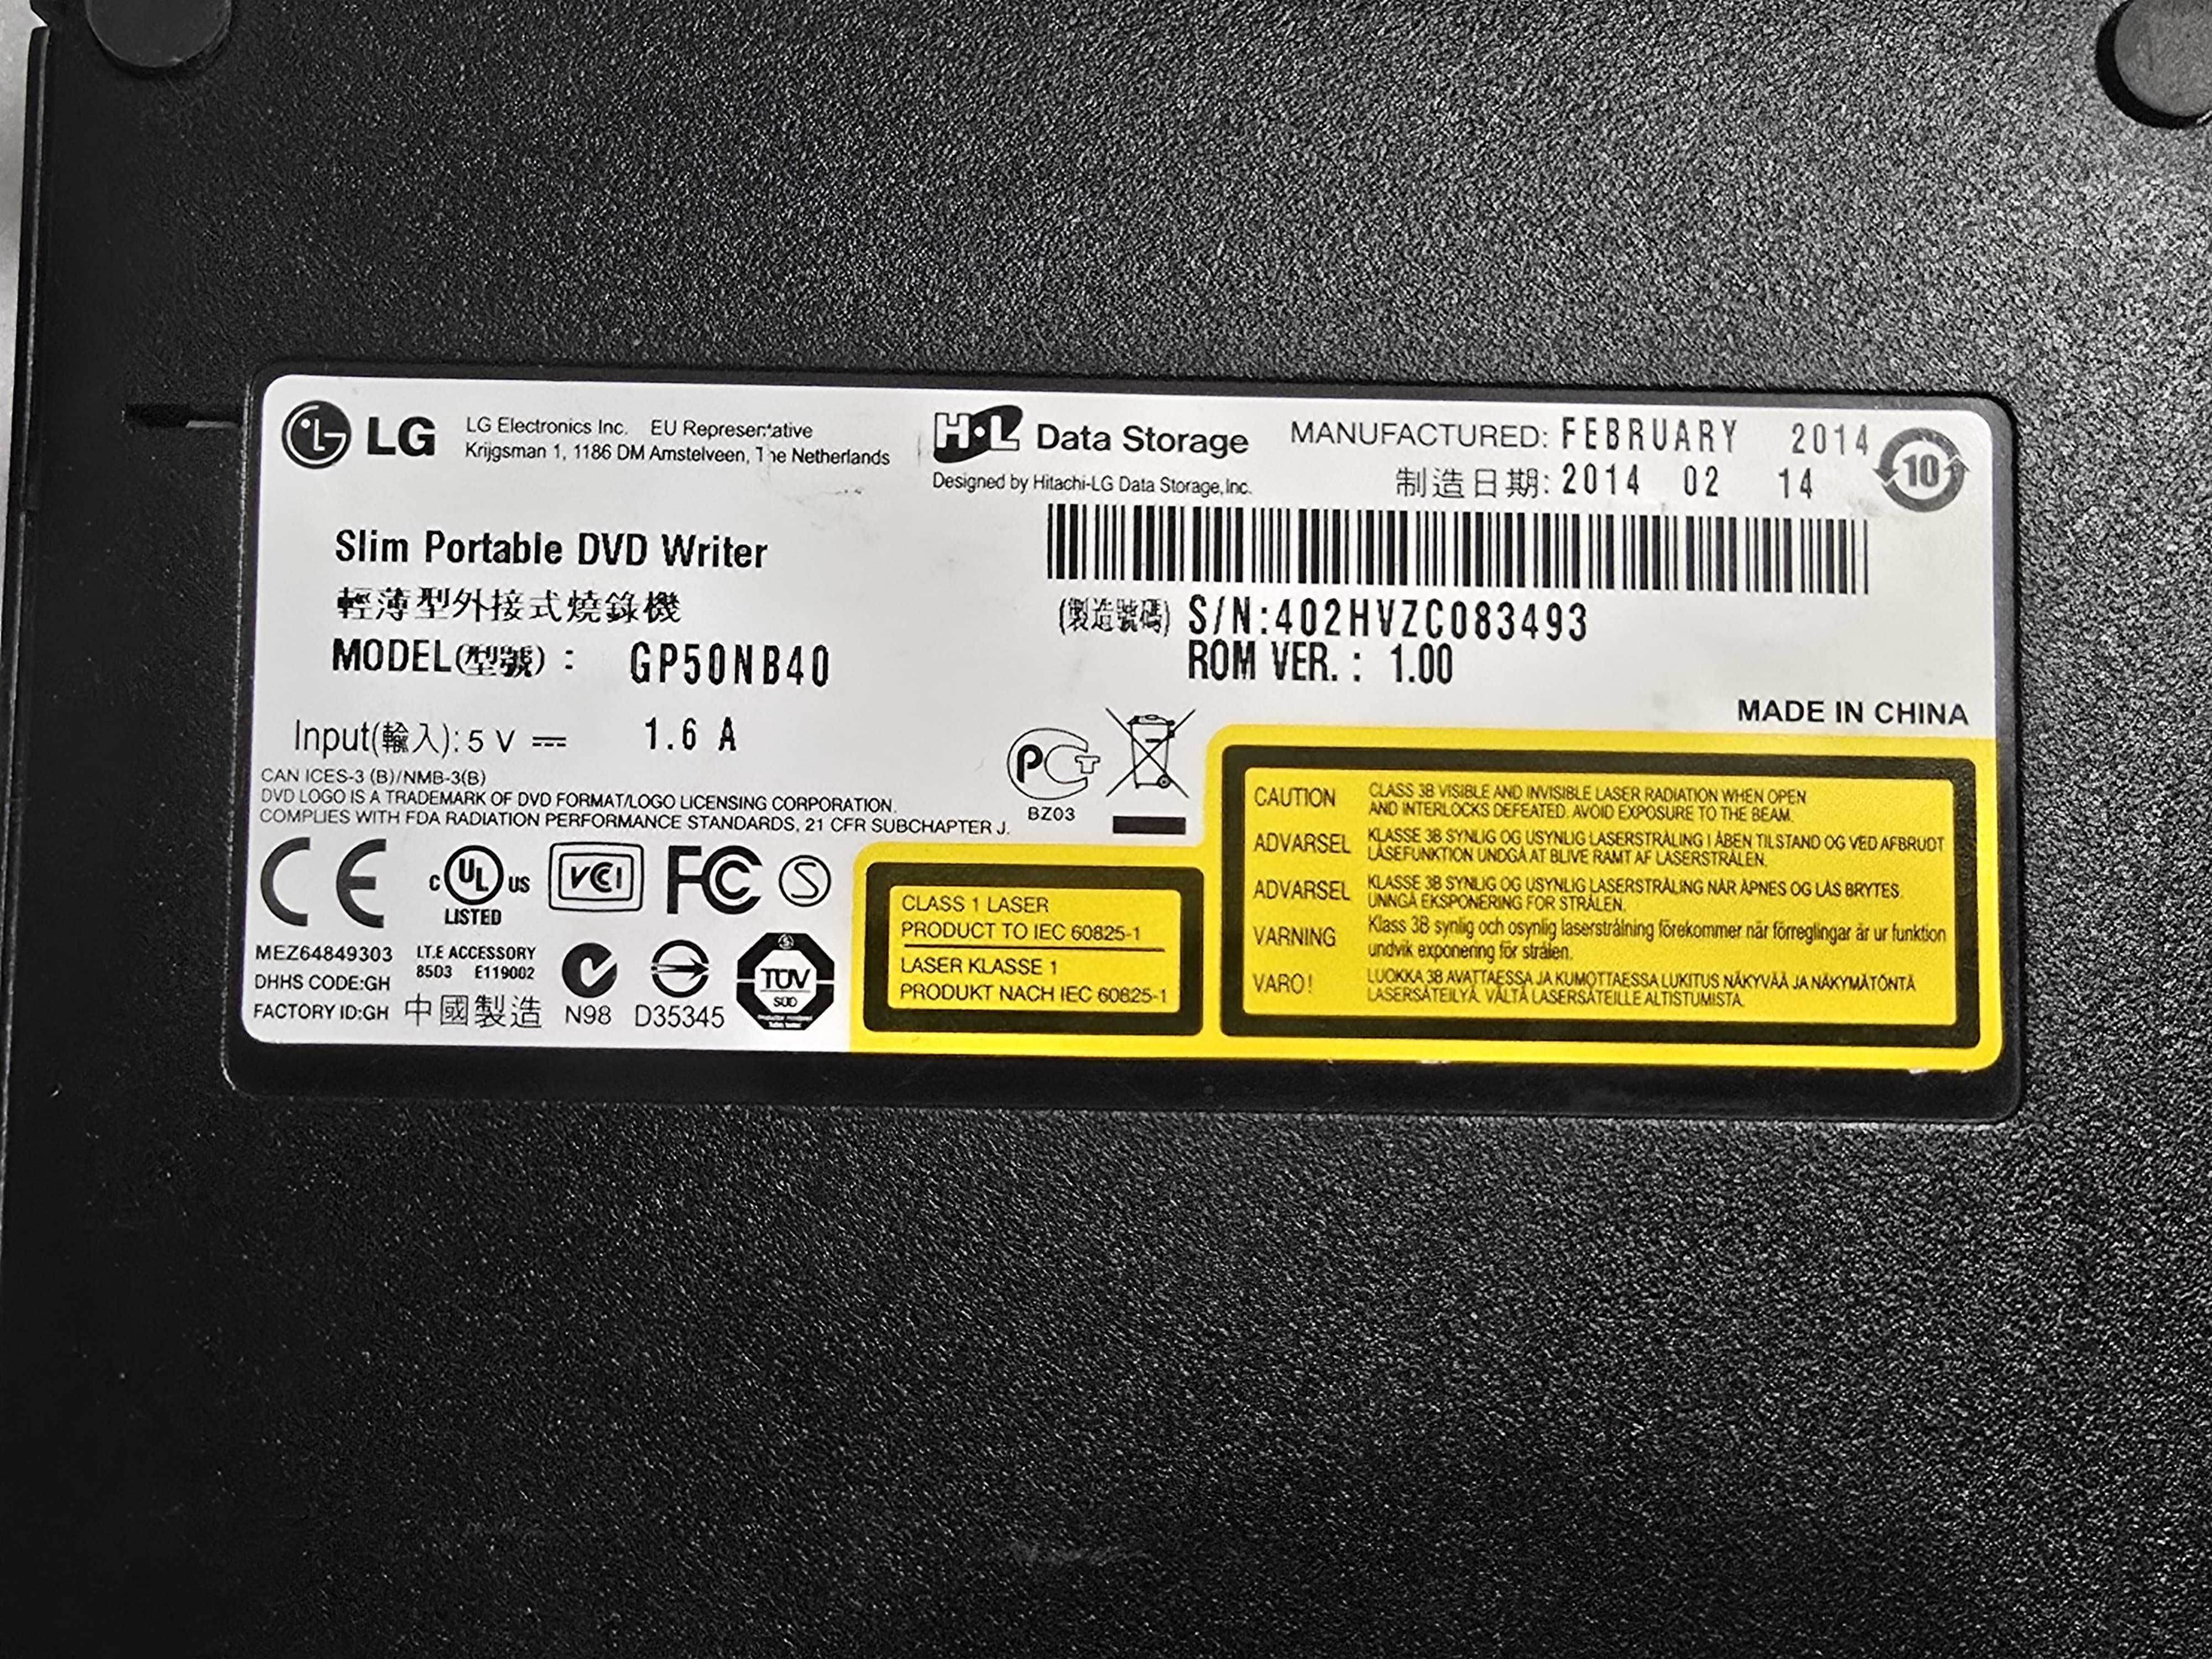 LG
LG Electronics Inc. EU Representative
Krijgsman 1, 1186 DM Amstelveen, The Netherlands
H·L Data Storage
Designed by Hitachi-LG Data Storage, Inc.
MANUFACTURED: FEBRUARY 2014
制造日期: 2014 02 14
10
Slim Portable DVD Writer
輕薄型外接式燒錄機
MODEL(型號) : GP50NB40
(製造號碼) S/N:402HVZC083493
ROM VER. : 1.00
MADE IN CHINA
Input(輸入): 5 V ⎓ 1.6 A
CAN ICES-3 (B)/NMB-3(B)
DVD LOGO IS A TRADEMARK OF DVD FORMAT/LOGO LICENSING CORPORATION.
COMPLIES WITH FDA RADIATION PERFORMANCE STANDARDS, 21 CFR SUBCHAPTER J.
PCT
BZ03
CE
c UL US
LISTED
VCI
FC
S
MEZ64849303
DHHS CODE:GH
FACTORY ID:GH
I.T.E ACCESSORY
85D3 E119002
中國製造
N98
D35345
TÜV
SÜD
CLASS 1 LASER
PRODUCT TO IEC 60825-1
LASER KLASSE 1
PRODUKT NACH IEC 60825-1
CAUTION CLASS 3B VISIBLE AND INVISIBLE LASER RADIATION WHEN OPEN
AND INTERLOCKS DEFEATED. AVOID EXPOSURE TO THE BEAM.
ADVARSEL KLASSE 3B SYNLIG OG USYNLIG LASERSTRÅLING I ÅBEN TILSTAND OG VED AFBRUDT
LÅSEFUNKTION UNDGÅ AT BLIVE RAMT AF LASERSTRÅLEN.
ADVARSEL KLASSE 3B SYNLIG OG USYNLIG LASERSTRÅLING NÅR ÅPNES OG LÅS BRYTES.
UNNGÅ EKSPONERING FOR STRÅLEN.
VARNING Klass 3B synlig och osynlig laserstrålning förekommer när förreglingar är ur funktion
undvik exponering för strålen.
VARO! LUOKKA 3B AVATTAESSA JA KUMOTTAESSA LUKITUS NÄKYVÄÄ JA NÄKYMÄTÖNTÄ
LASERSÄTEILYÄ. VÄLTÄ LASERSÄTEILLE ALTISTUMISTA.